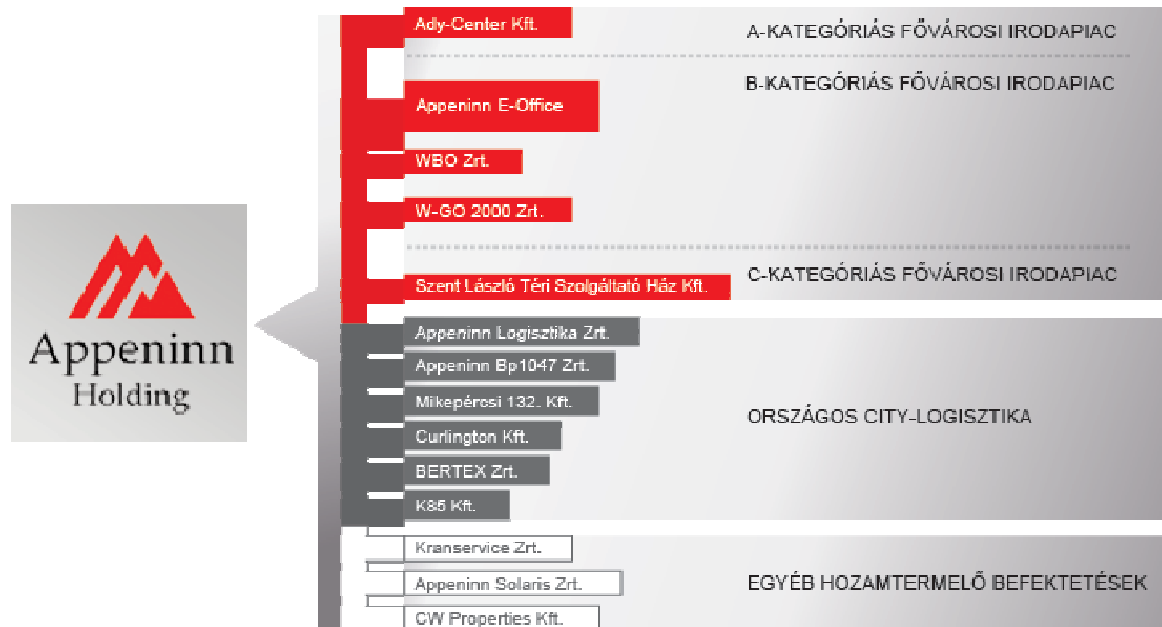 Appeninn
Holding
Ady-Center Kft.
A-KATEGÓRIÁS FŐVÁROSI IRODAPIAC
B-KATEGÓRIÁS FŐVÁROSI IRODAPIAC
Appeninn E-Office
WBO Zrt.
W-GO 2000 Zrt.
C-KATEGÓRIÁS FŐVÁROSI IRODAPIAC
Szent László Téri Szolgáltató Ház Kft.
Appeninn Logisztika Zrt.
Appeninn Bp1047 Zrt.
Mikepércsi 132. Kft.
Curlington Kft.
BERTEX Zrt.
K85 Kft.
ORSZÁGOS CITY-LOGISZTIKA
Kranservice Zrt.
Appeninn Solaris Zrt.
CW Properties Kft.
EGYÉB HOZAMTERMELŐ BEFEKTETÉSEK